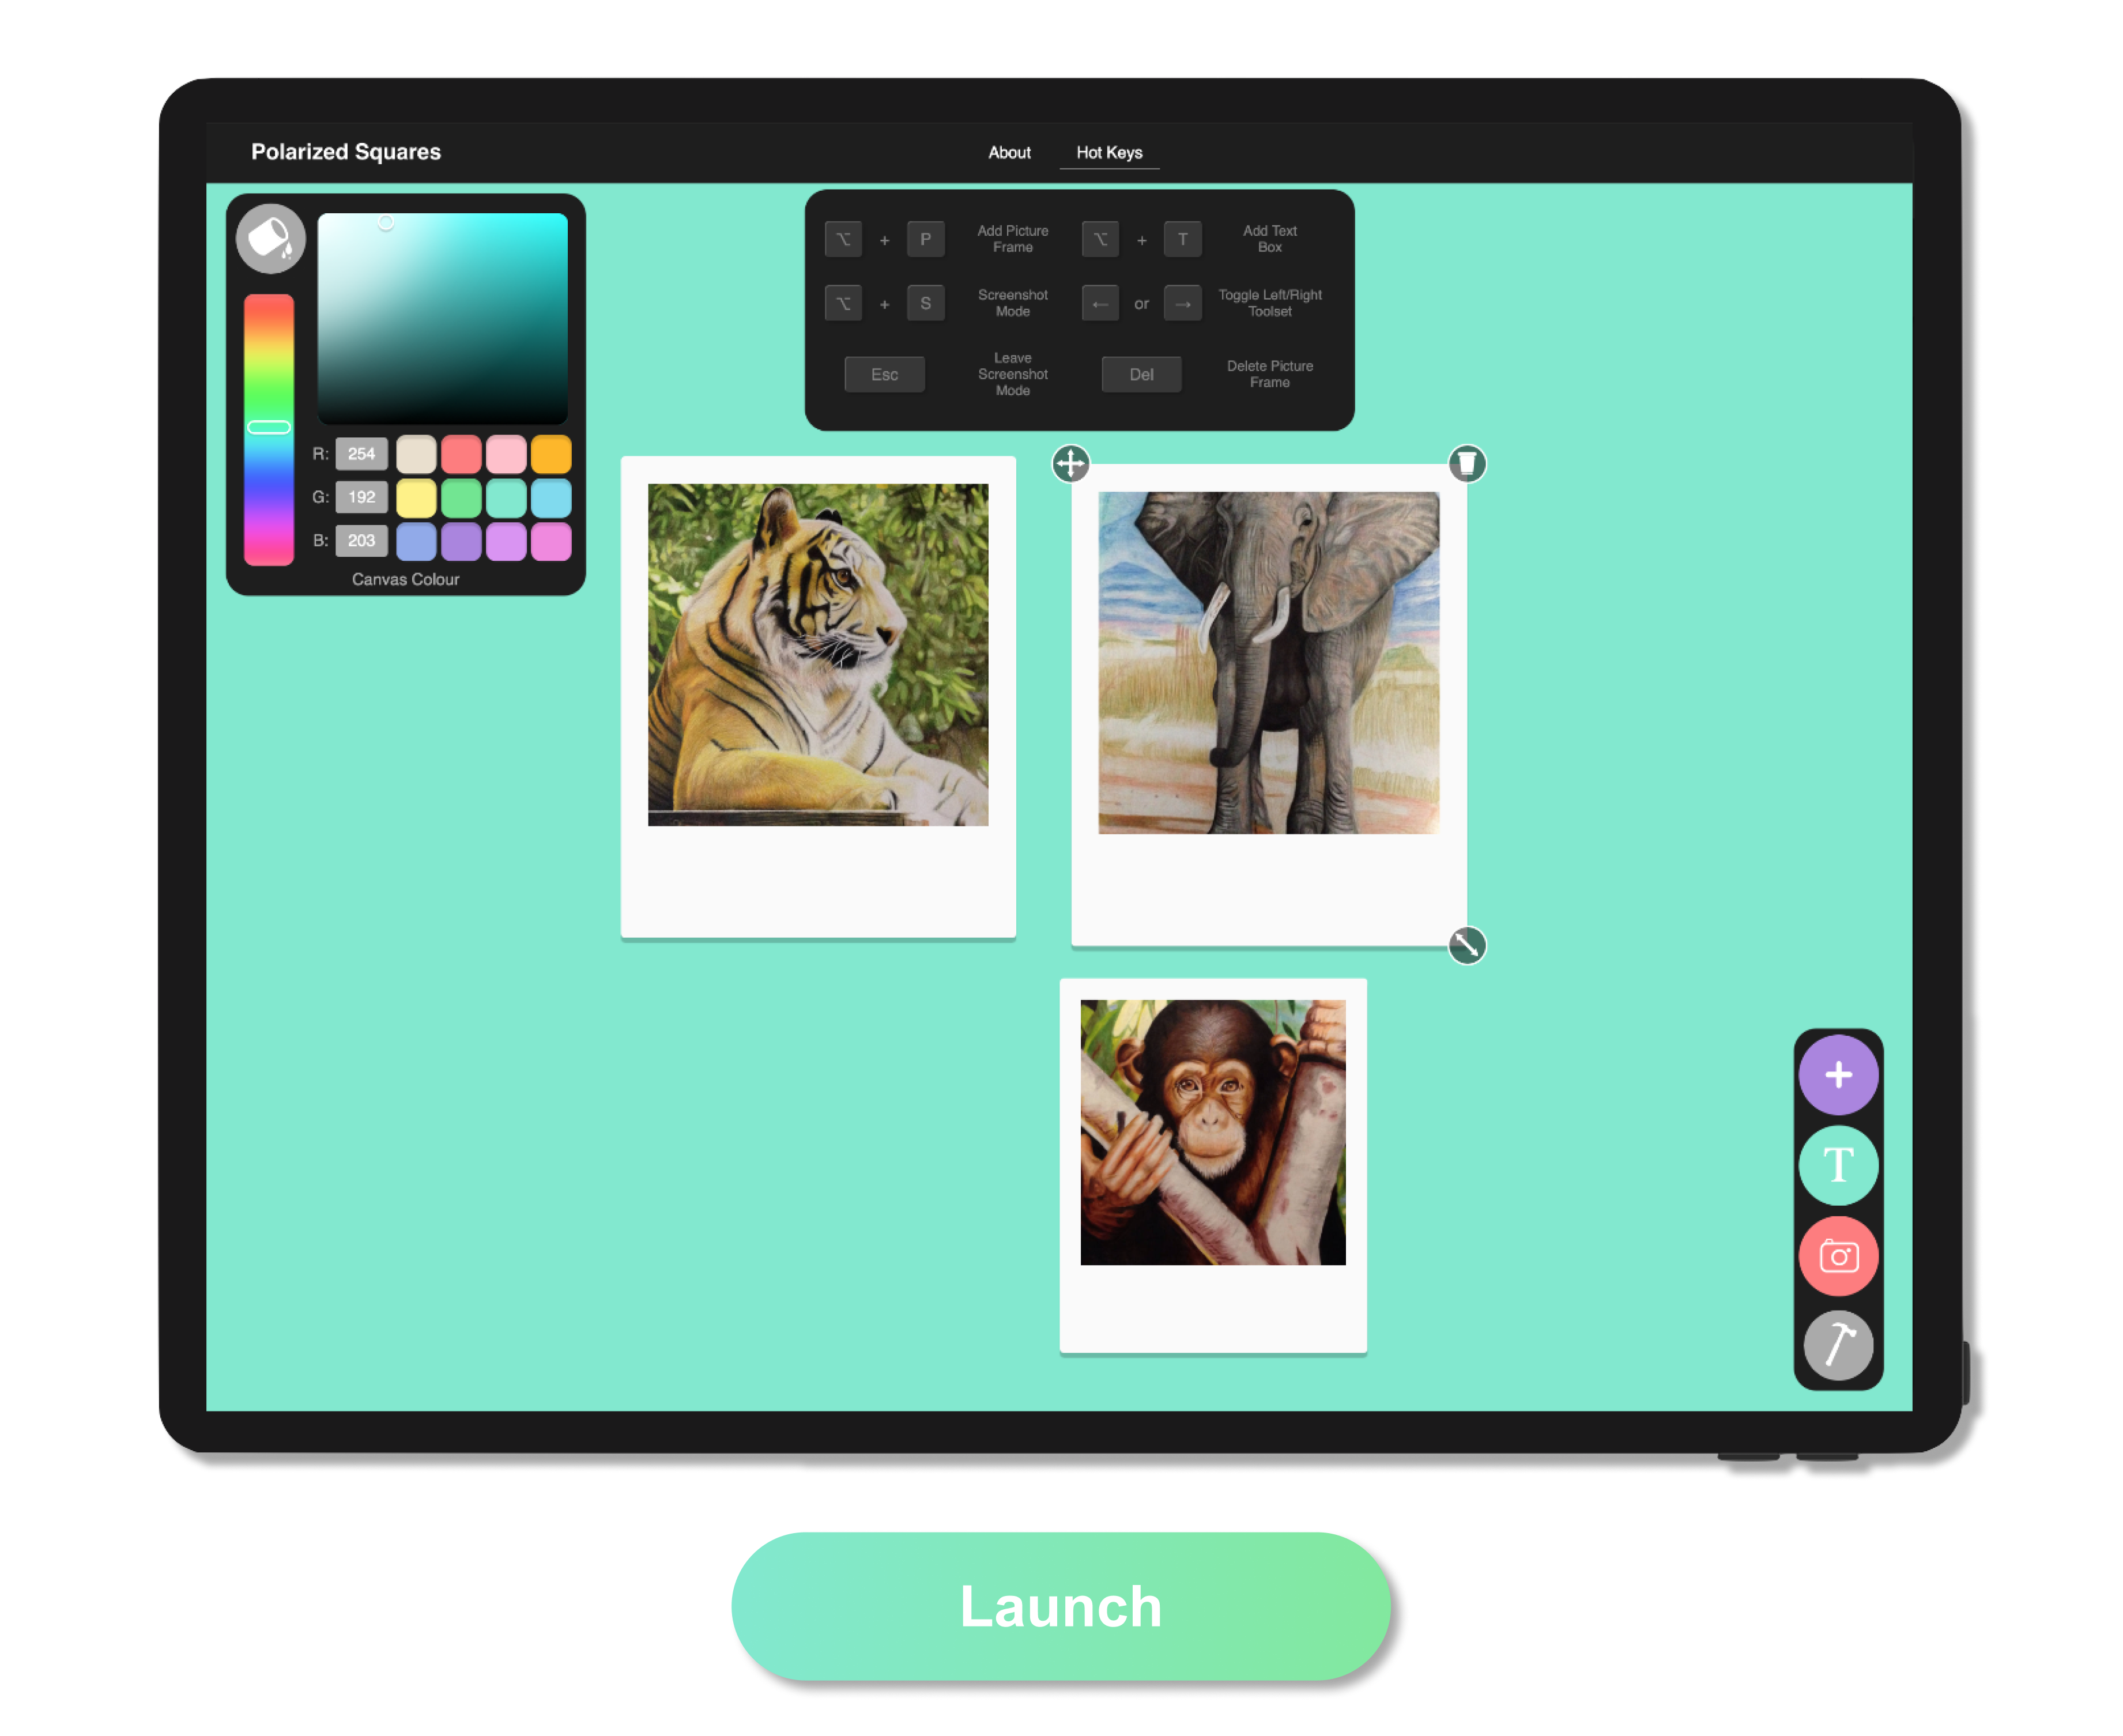 Polarized Squares
About
Hot Keys
⌥ + P Add Picture
Frame
⌥ + T Add Text
Box
⌥ + S Screenshot
Mode
← or → Toggle Left/Right
Toolset
Esc Leave
Screenshot
Mode
Del Delete Picture
Frame
R: 254
G: 192
B: 203
Canvas Colour
T
Launch